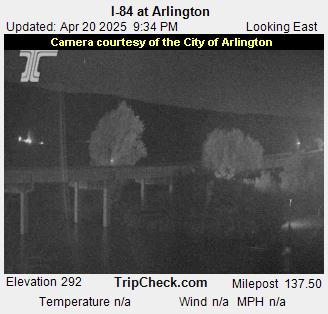 I-84 at Arlington
Updated: Apr 20 2025 9:34 PM Looking East
Camera courtesy of the City of Arlington
Elevation 292 TripCheck.com Milepost 137.50
Temperature n/a Wind n/a MPH n/a